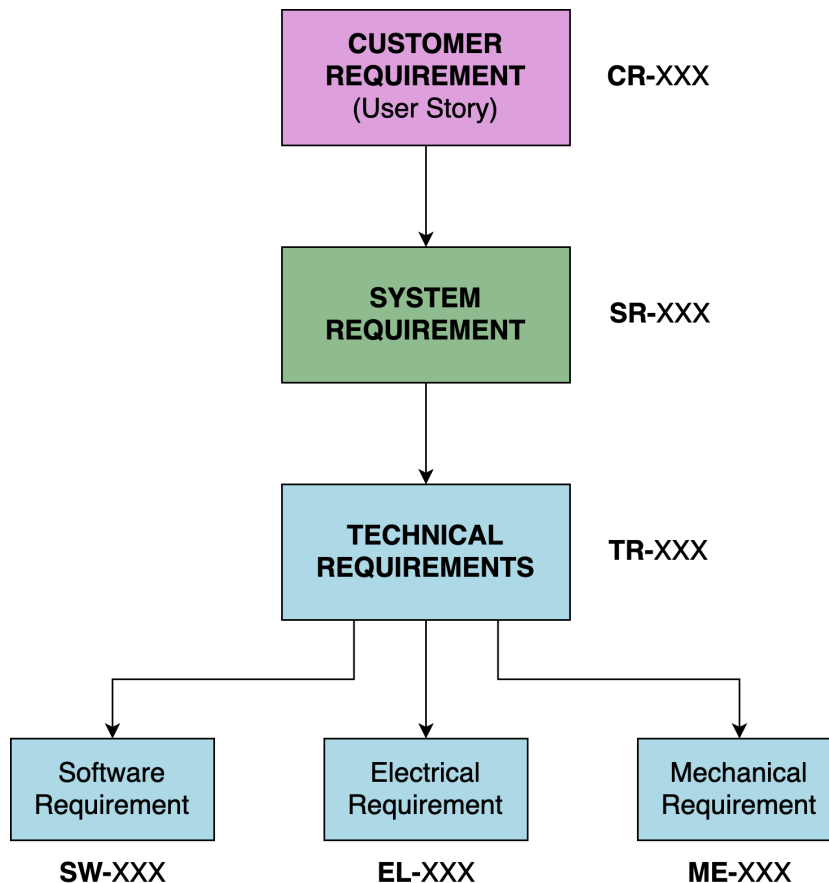 CUSTOMER
REQUIREMENT
(User Story)
CR-XXX
SYSTEM
REQUIREMENT
SR-XXX
TECHNICAL
REQUIREMENTS
TR-XXX
Software
Requirement
Electrical
Requirement
Mechanical
Requirement
SW-XXX
EL-XXX
ME-XXX